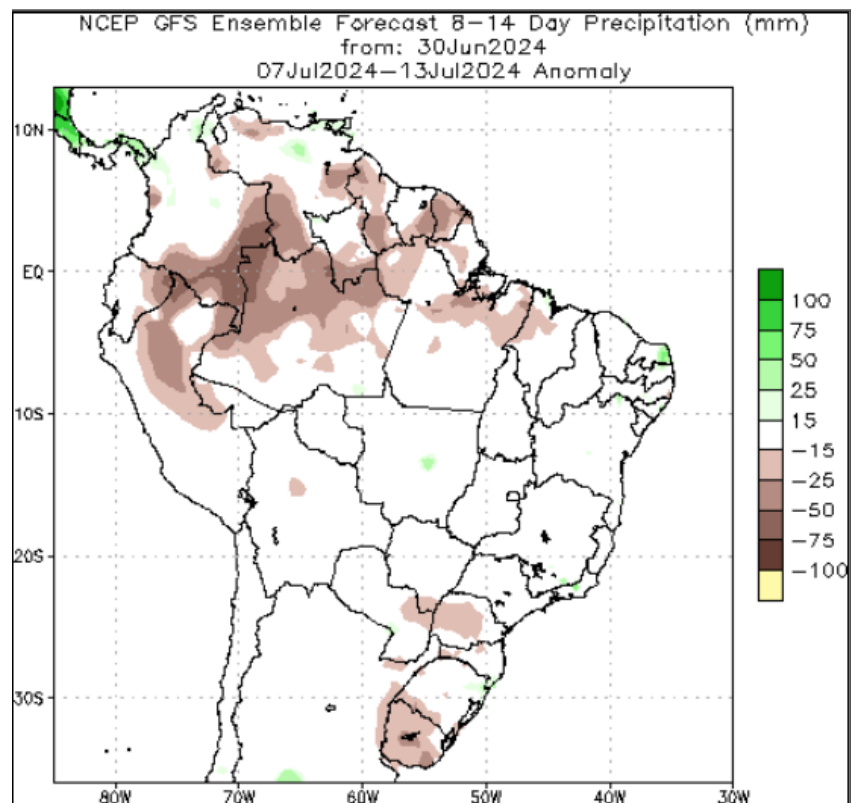 NCEP GFS Ensemble Forecast 8-14 Day Precipitation (mm)
from: 30Jun2024
07Jul2024-13Jul2024 Anomaly
10N
EQ
10S
20S
30S
80W 70W 60W 50W 40W 30W
100
75
50
25
15
-15
-25
-50
-75
-100